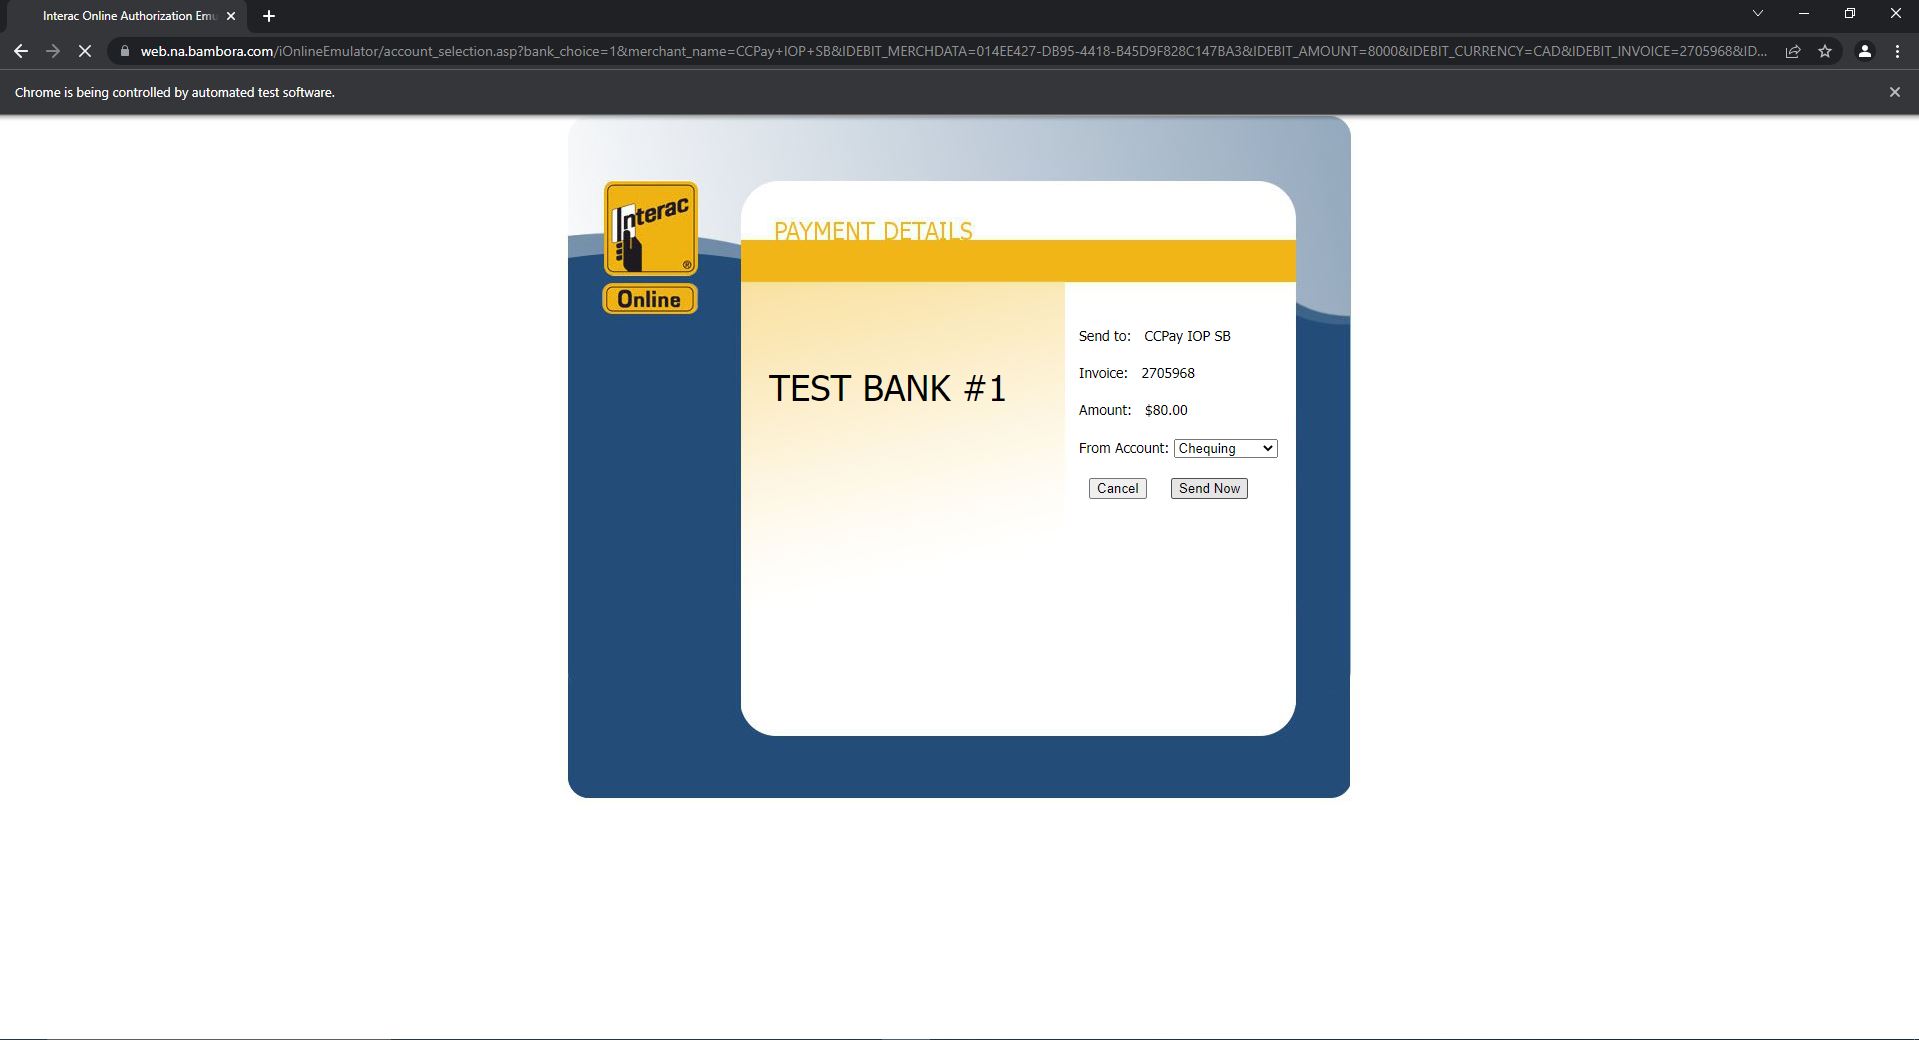 Interac Online Authorization Emu
web.na.bambora.com/iOnlineEmulator/account_selection.asp?bank_choice=1&merchant_name=CCPay+IOP+SB&IDEBIT_MERCHDATA=014EE427-DB95-4418-B45D9F828C147BA3&IDEBIT_AMOUNT=8000&IDEBIT_CURRENCY=CAD&IDEBIT_INVOICE=2705968&ID...
Chrome is being controlled by automated test software.
Interac
®
Online
PAYMENT DETAILS
TEST BANK #1
Send to: CCPay IOP SB
Invoice: 2705968
Amount: $80.00
From Account: Chequing
Cancel Send Now